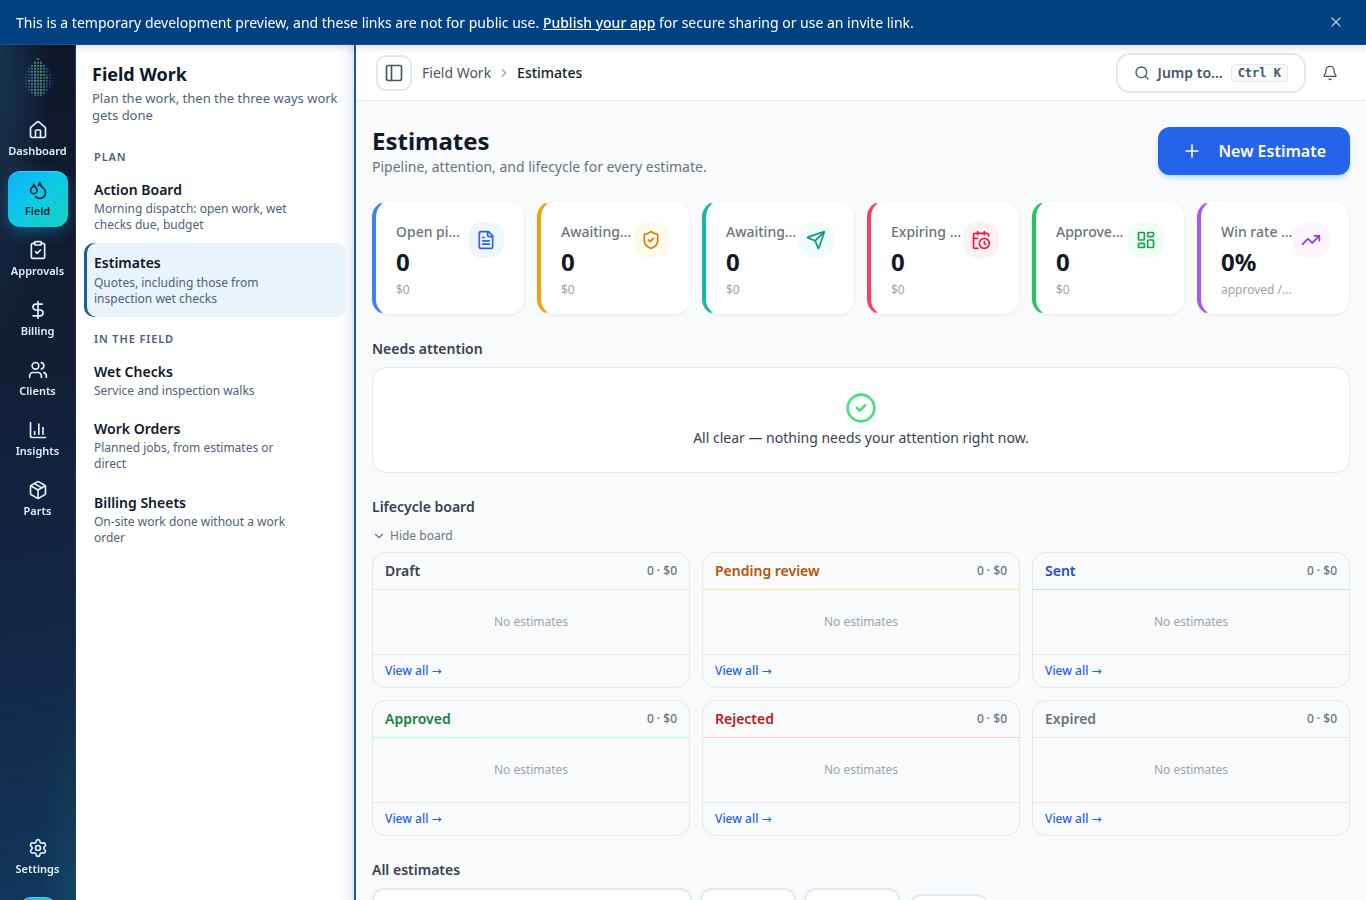 This is a temporary development preview, and these links are not for public use. Publish your app for secure sharing or use an invite link.
Dashboard
Field
Approvals
Billing
Clients
Insights
Parts
Settings
Field Work
Plan the work, then the three ways work
gets done
PLAN
Action Board
Morning dispatch: open work, wet
checks due, budget
Estimates
Quotes, including those from
inspection wet checks
IN THE FIELD
Wet Checks
Service and inspection walks
Work Orders
Planned jobs, from estimates or
direct
Billing Sheets
On-site work done without a work
order
Field Work > Estimates
Jump to... Ctrl K
Estimates
Pipeline, attention, and lifecycle for every estimate.
+ New Estimate
Open pi...
0
$0
Awaiting...
0
$0
Awaiting...
0
$0
Expiring ...
0
$0
Approve...
0
$0
Win rate ...
0%
approved /...
Needs attention
All clear — nothing needs your attention right now.
Lifecycle board
Hide board
Draft 0 · $0
No estimates
View all →
Pending review 0 · $0
No estimates
View all →
Sent 0 · $0
No estimates
View all →
Approved 0 · $0
No estimates
View all →
Rejected 0 · $0
No estimates
View all →
Expired 0 · $0
No estimates
View all →
All estimates